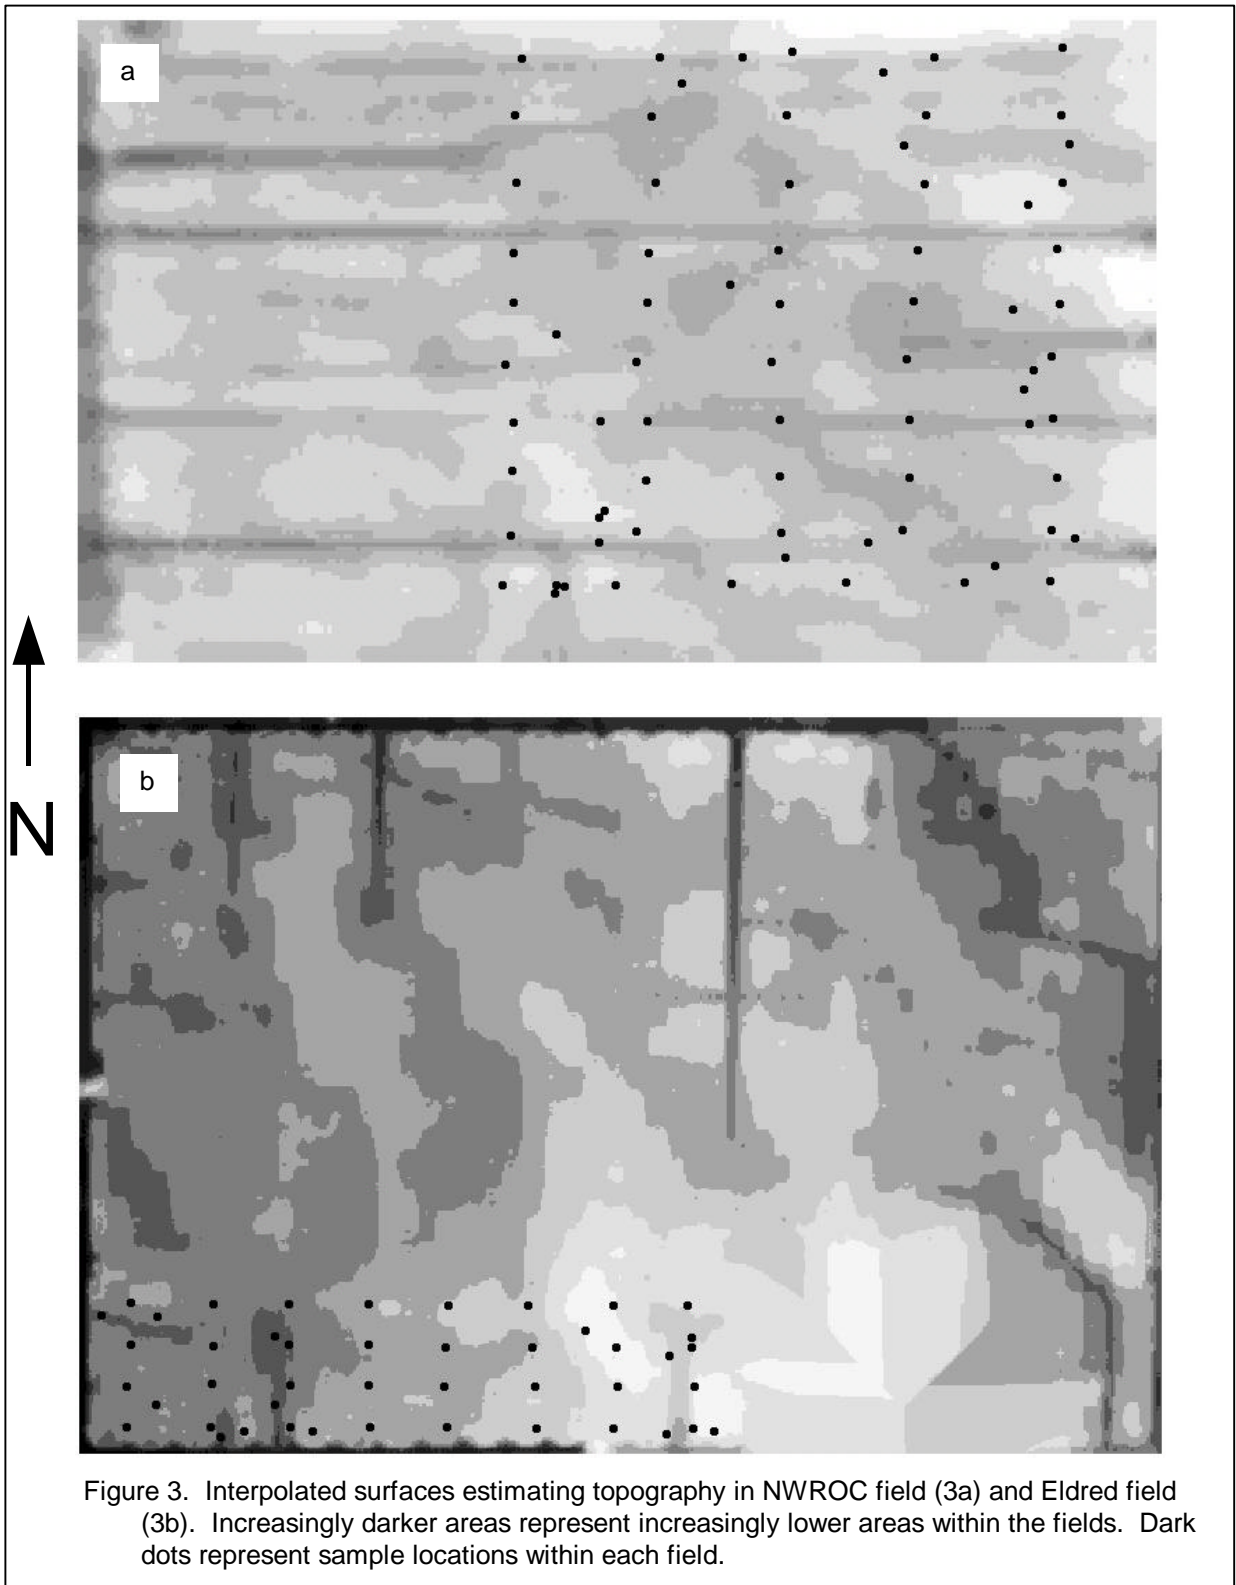 a
N
b
Figure 3. Interpolated surfaces estimating topography in NWROC field (3a) and Eldred field
(3b). Increasingly darker areas represent increasingly lower areas within the fields. Dark
dots represent sample locations within each field.